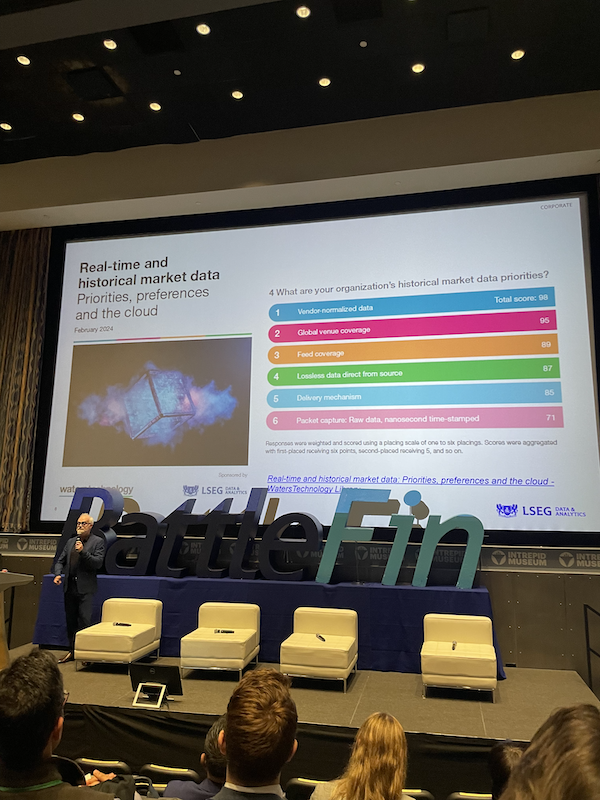 CORPORATE
Real-time and
historical market data
Priorities, preferences
and the cloud
February 2024
4 What are your organization's historical market data priorities?
1 Vendor-normalized data Total score: 98
2 Global venue coverage 95
3 Feed coverage 89
4 Lossless data direct from source 87
5 Delivery mechanism 85
6 Packet capture: Raw data, nanosecond time-stamped 71
Responses were weighted and scored using a placing scale of one to six placings. Scores were aggregated
with first-placed receiving six points, second-placed receiving 5, and so on.
Sponsored by
LSEG DATA &
ANALYTICS
Real-time and historical market data: Priorities, preferences and the cloud -
WatersTechnology
LSEG DATA &
ANALYTICS
BattleFin
INTREPID
MUSEUM
INTREPID
MUSEUM
INTREPID
MUSEUM